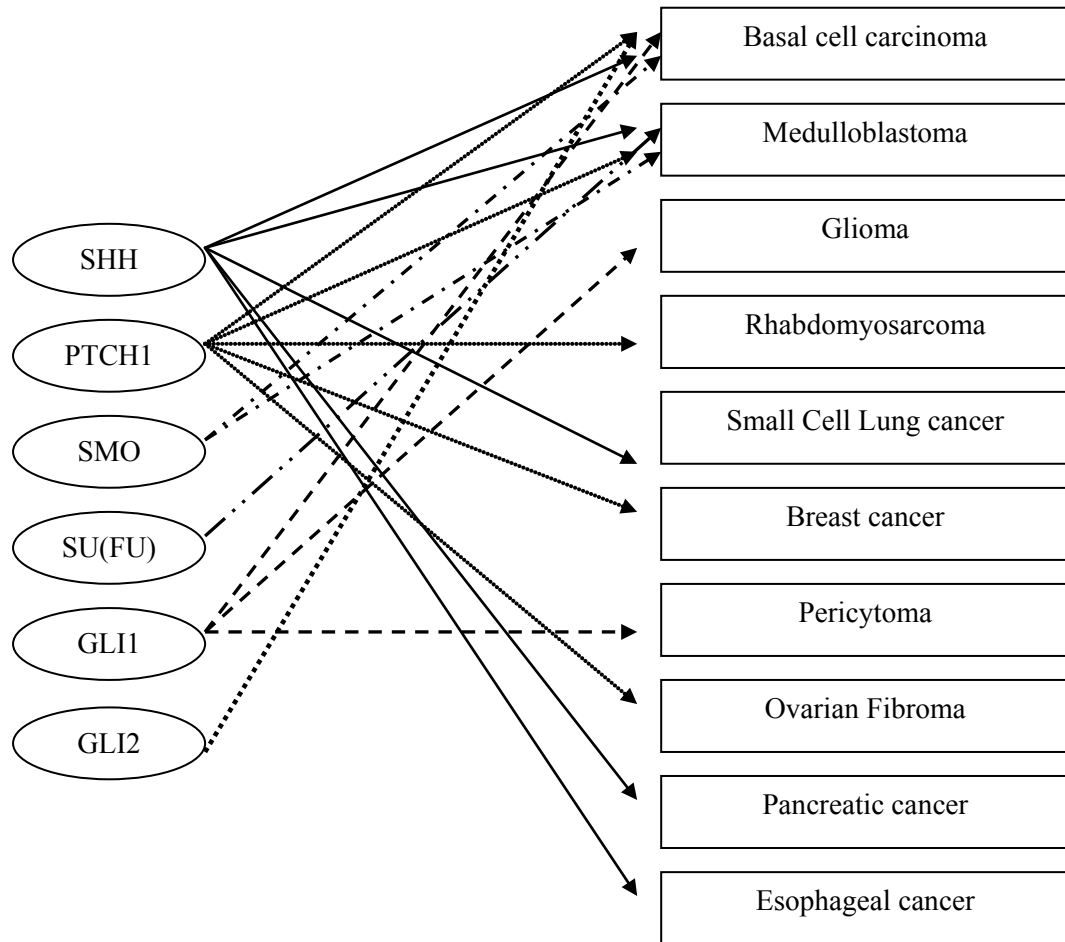 Basal cell carcinoma
Medulloblastoma
Glioma
SHH
Rhabdomyosarcoma
PTCH1
Small Cell Lung cancer
SMO
Breast cancer
SU(FU)
Pericytoma
GLI1
Ovarian Fibroma
GLI2
Pancreatic cancer
Esophageal cancer